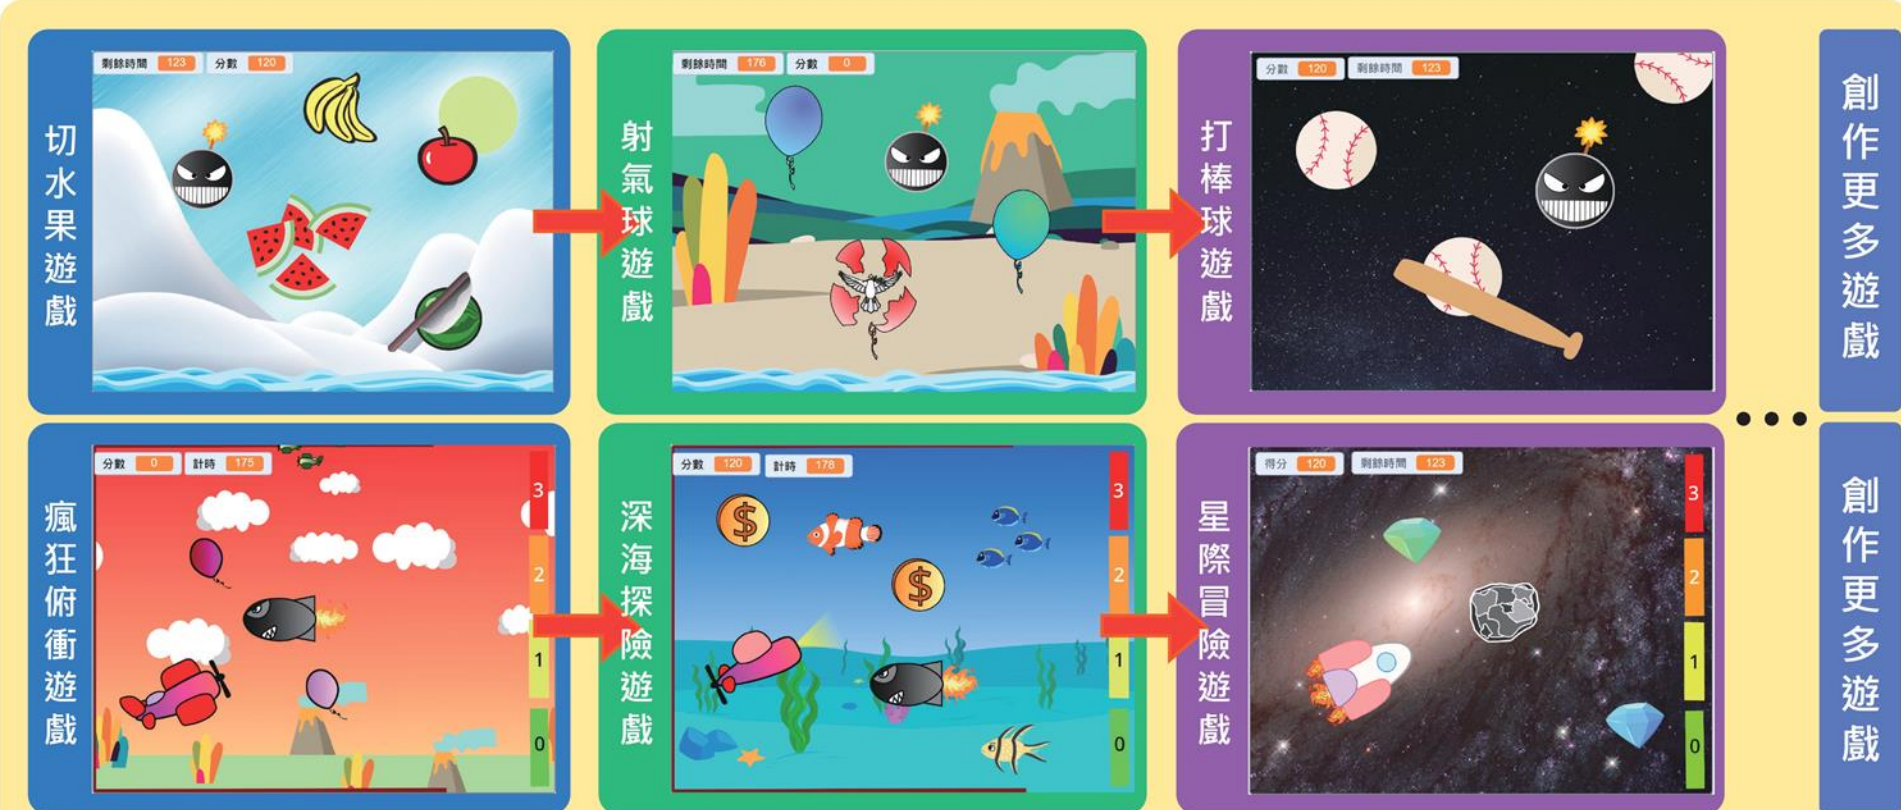 切水果遊戲
剩餘時間 123 分數 120
射氣球遊戲
剩餘時間 176 分數 0
打棒球遊戲
分數 120 剩餘時間 123
創作更多遊戲
瘋狂俯衝遊戲
分數 0 計時 175
3
2
1
0
深海探險遊戲
分數 120 計時 178
$
$
3
2
1
0
星際冒險遊戲
得分 120 剩餘時間 123
3
2
1
0
創作更多遊戲